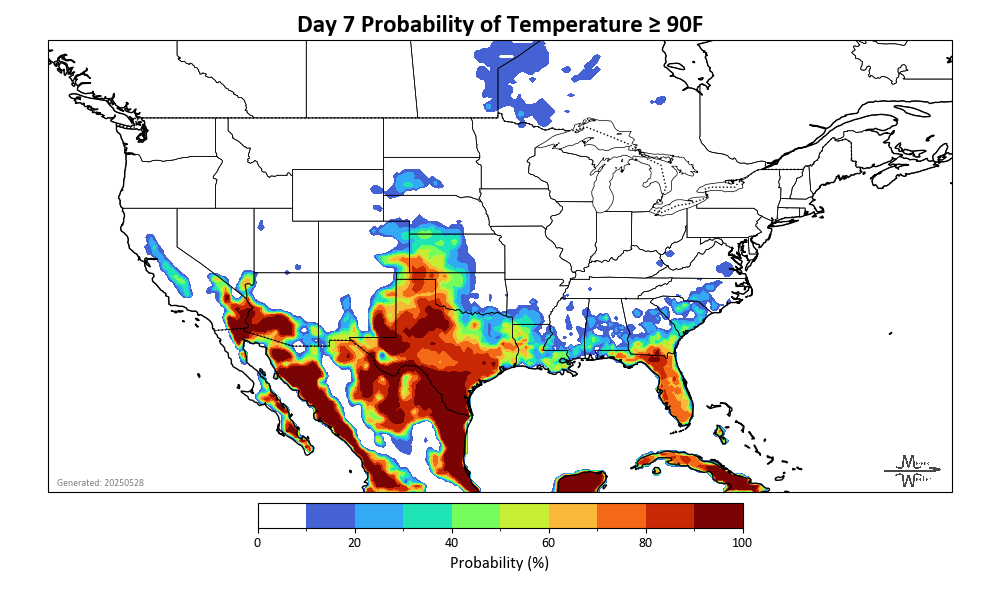 Day 7 Probability of Temperature ≥ 90F
Generated: 20250528
0 20 40 60 80 100
Probability (%)